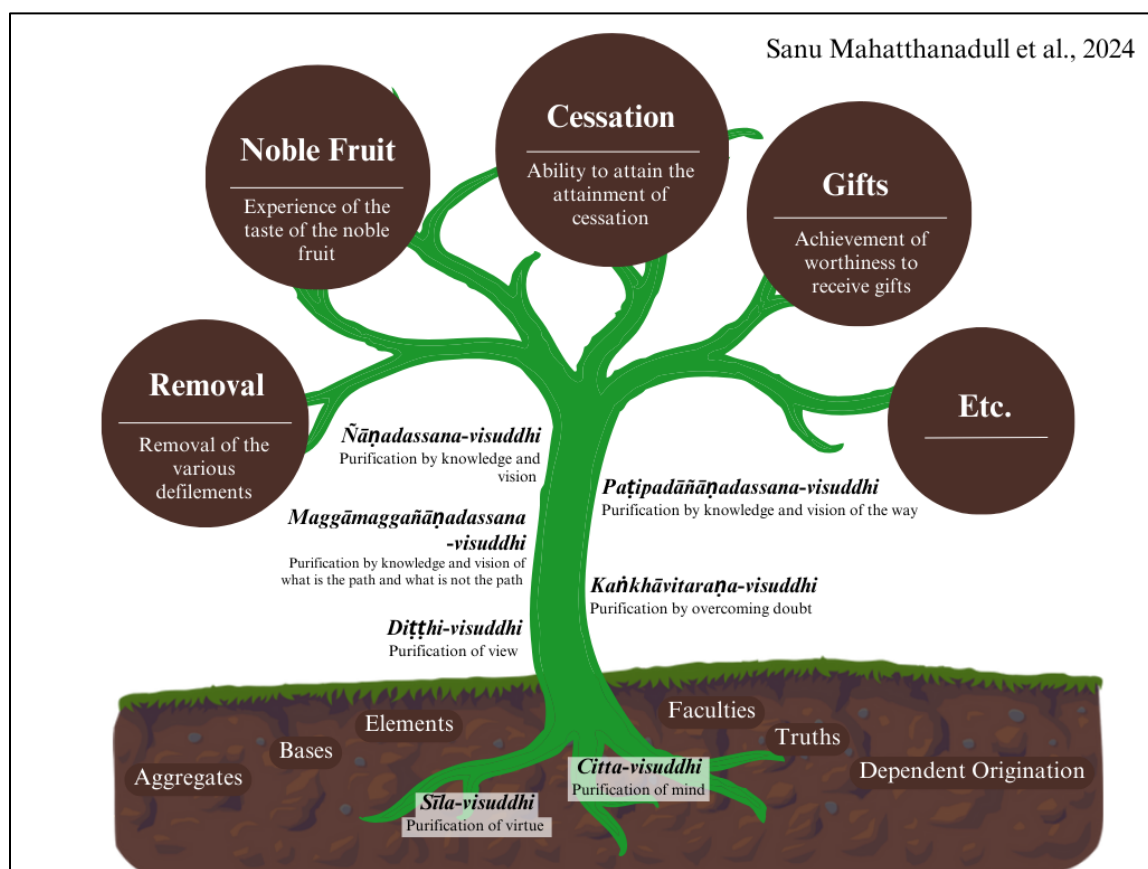 Sanu Mahatthanadull et al., 2024
Cessation
Ability to attain the
attainment of
cessation
Noble Fruit
Experience of the
taste of the noble
fruit
Gifts
Achievement of
worthiness to
receive gifts
Removal
Removal of the
various
defilements
Etc.
Ñāṇadassana-visuddhi
Purification by knowledge and
vision
Paṭipadāñāṇadassana-visuddhi
Purification by knowledge and vision of the way
Maggāmaggañāṇadassana
-visuddhi
Purification by knowledge and vision of
what is the path and what is not the path
Kaṅkhāvitaraṇa-visuddhi
Purification by overcoming doubt
Diṭṭhi-visuddhi
Purification of view
Aggregates
Bases
Elements
Faculties
Truths
Dependent Origination
Citta-visuddhi
Purification of mind
Sīla-visuddhi
Purification of virtue